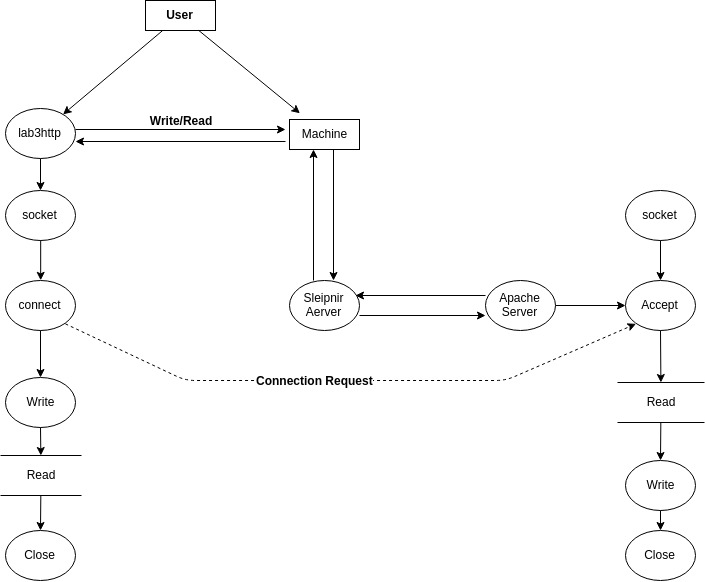 User
Write/Read
lab3http
Machine
socket
socket
connect
Sleipnir
Aerver
Apache
Server
Accept
Connection Request
Write
Read
Read
Write
Close
Close